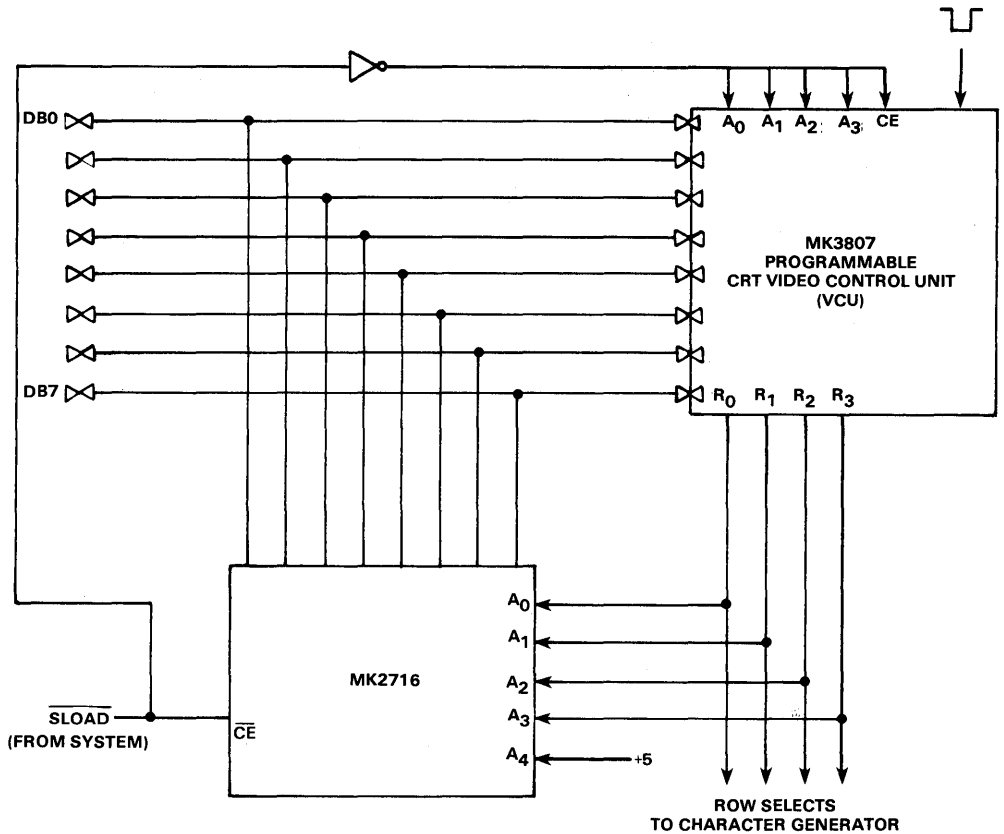 DB0
A0 A1 A2 A3 CE
MK3807
PROGRAMMABLE
CRT VIDEO CONTROL UNIT
(VCU)
DB7
R0 R1 R2 R3
A0
A1
MK2716
A2
SLOAD
(FROM SYSTEM)
CE
A3
A4
+5
ROW SELECTS
TO CHARACTER GENERATOR